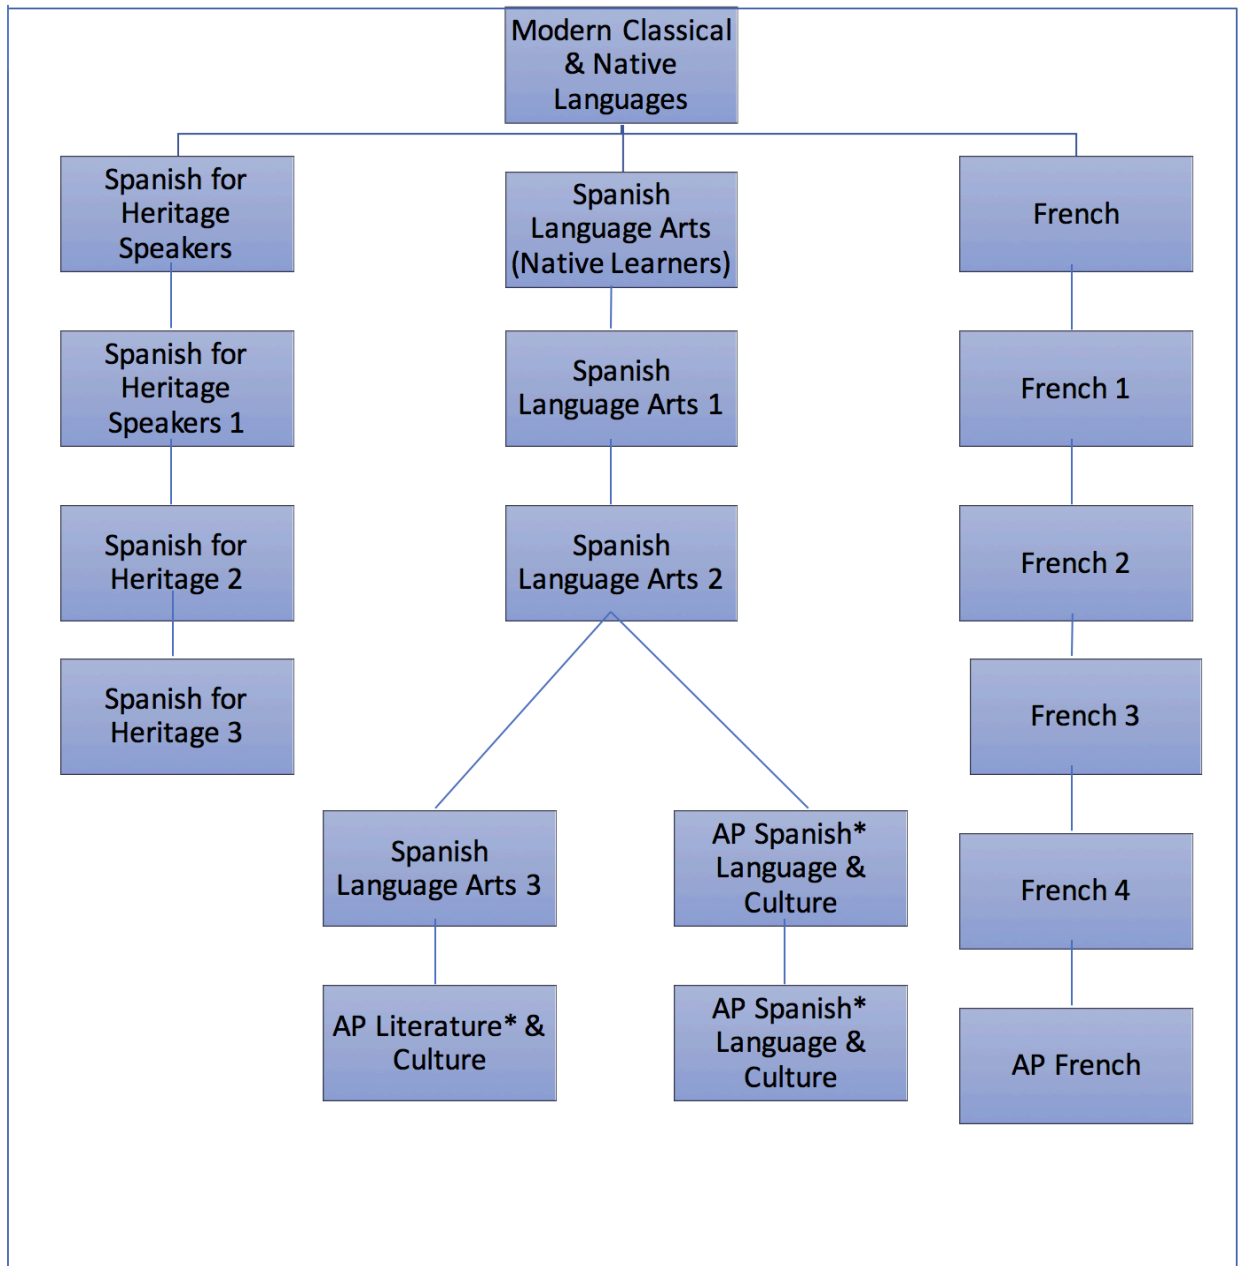 Modern Classical
& Native
Languages
Spanish for
Heritage
Speakers
Spanish
Language Arts
(Native Learners)
French
Spanish for
Heritage
Speakers 1
Spanish
Language Arts 1
French 1
Spanish for
Heritage 2
Spanish
Language Arts 2
French 2
Spanish for
Heritage 3
French 3
Spanish
Language Arts 3
AP Spanish*
Language &
Culture
French 4
AP Literature* &
Culture
AP Spanish*
Language &
Culture
AP French